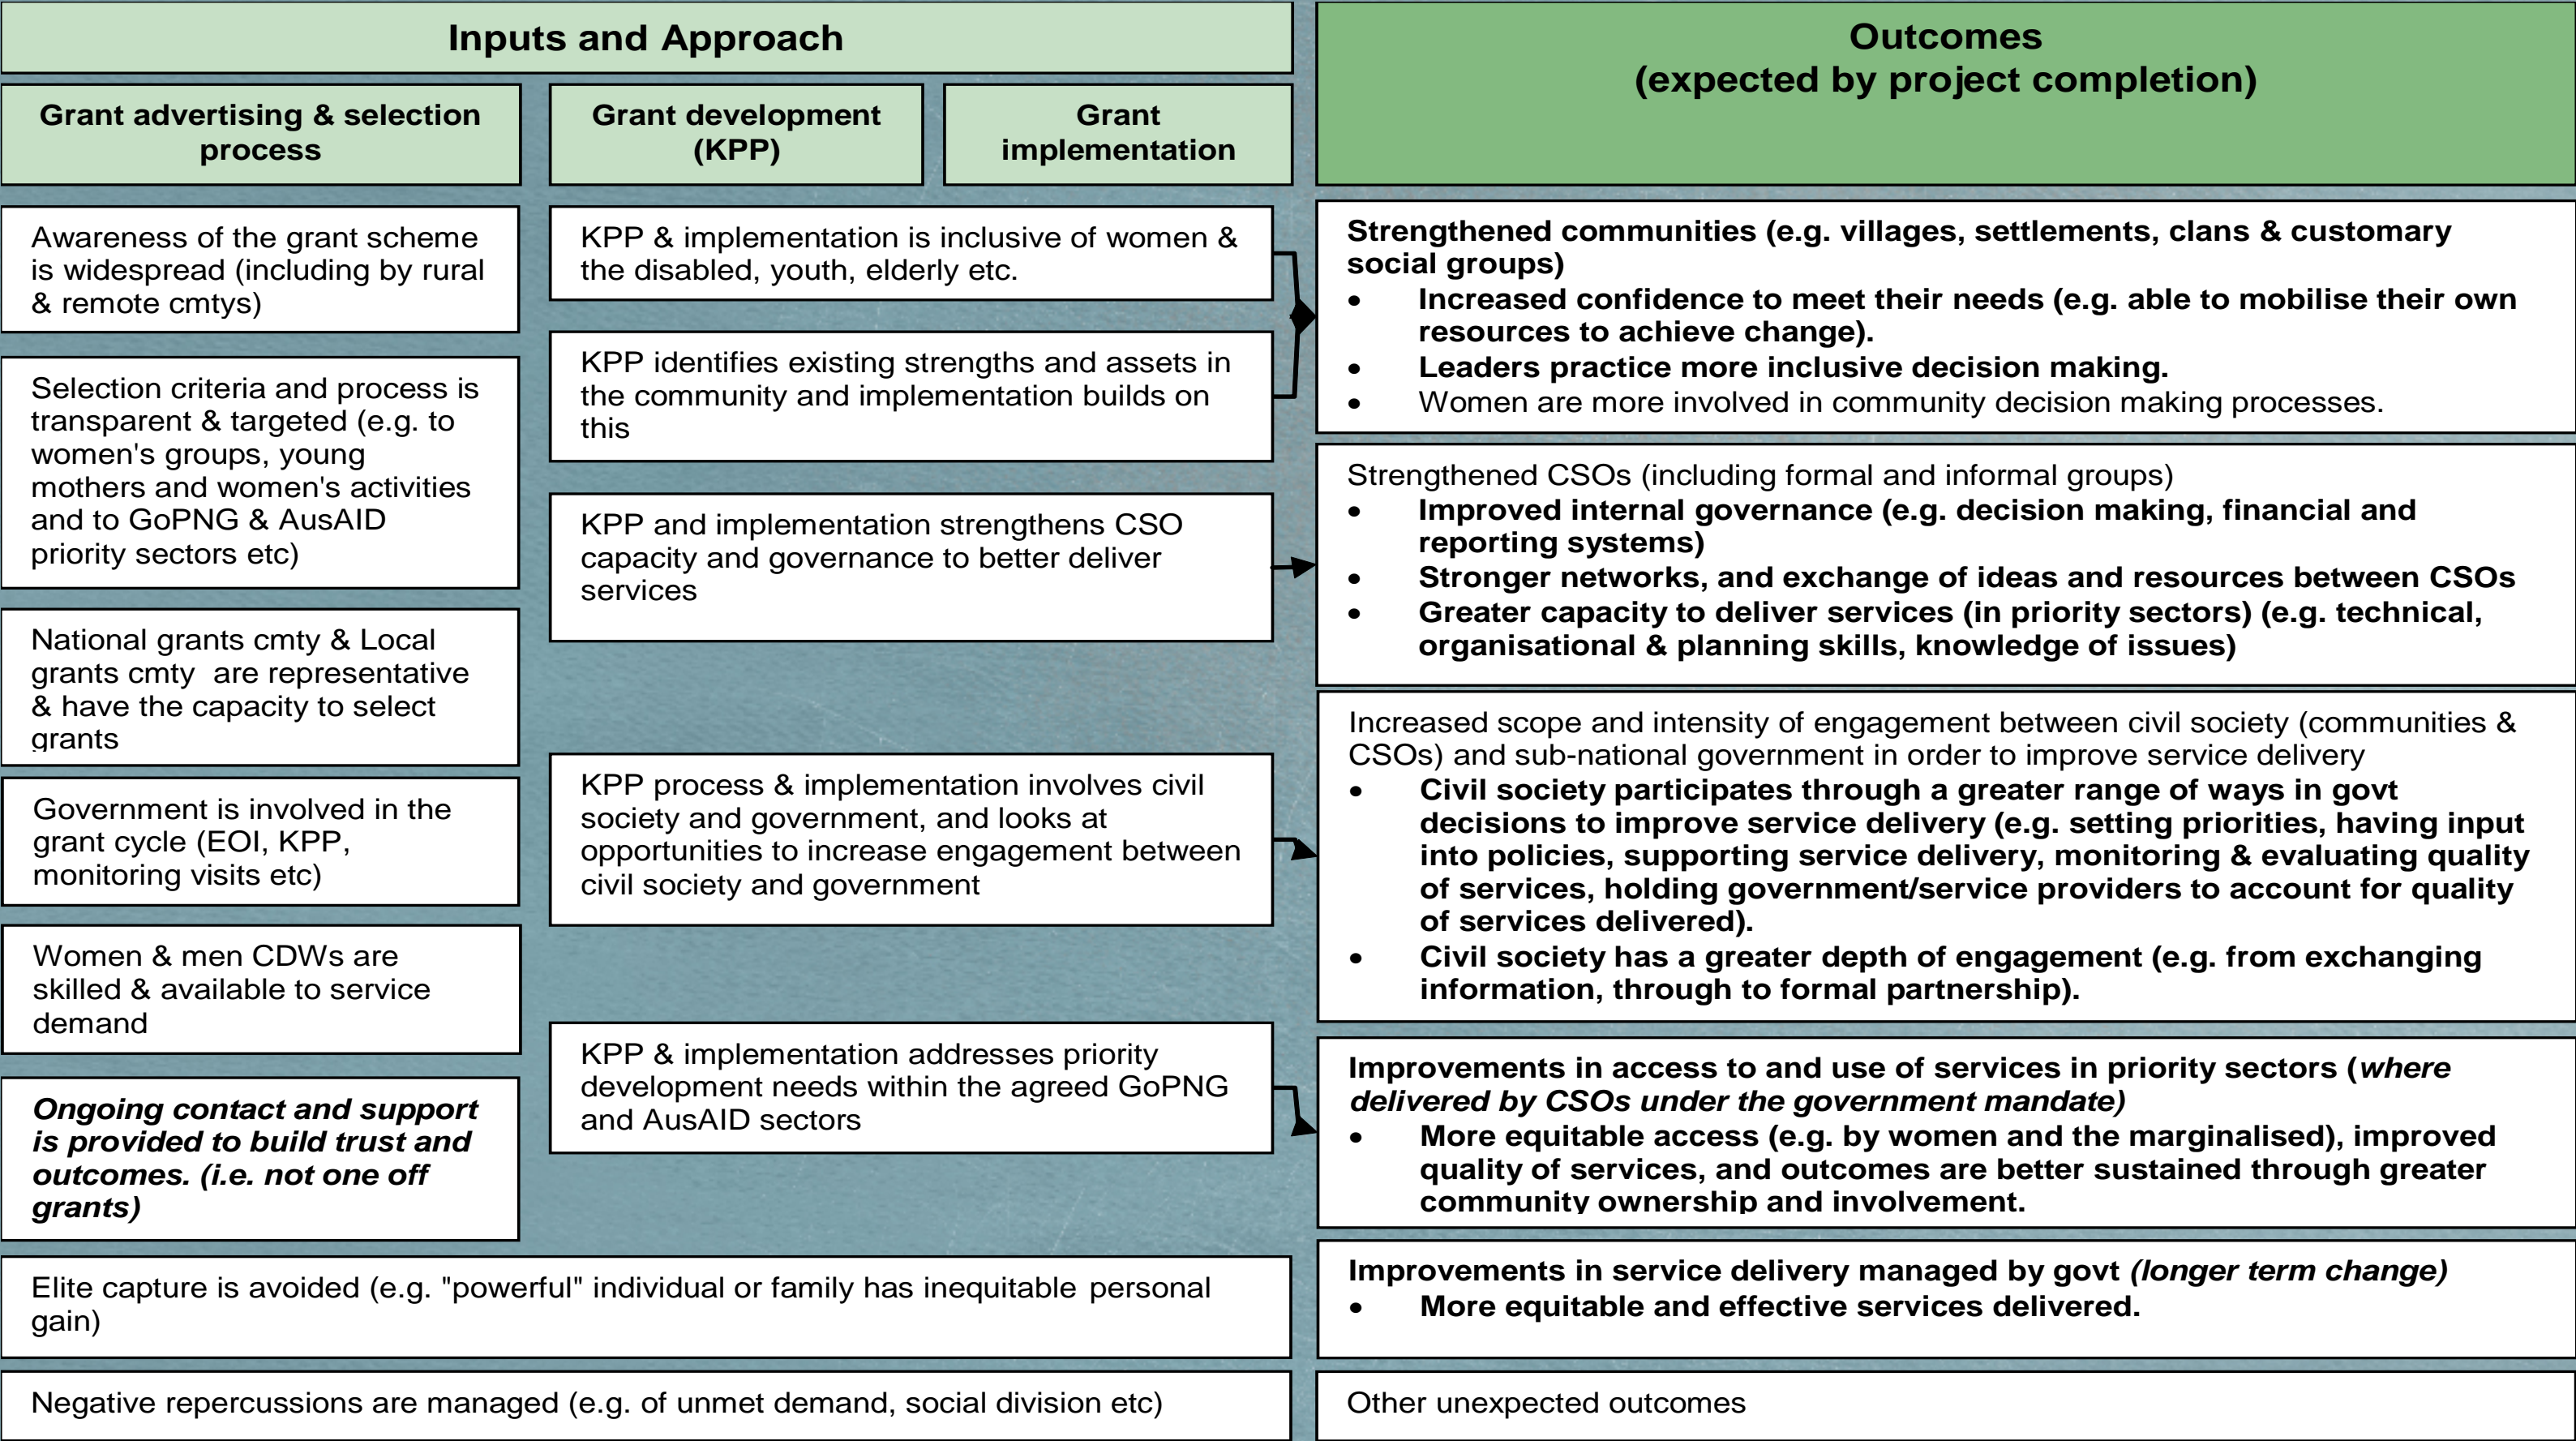 Inputs and Approach
Outcomes
(expected by project completion)
Grant advertising & selection
process
Grant development
(KPP)
Grant
implementation
Awareness of the grant scheme
is widespread (including by rural
& remote cmtys)
Selection criteria and process is
transparent & targeted (e.g. to
women's groups, young
mothers and women's activities
and to GoPNG & AusAID
priority sectors etc)
National grants cmty & Local
grants cmty are representative
& have the capacity to select
grants
Government is involved in the
grant cycle (EOI, KPP,
monitoring visits etc)
Women & men CDWs are
skilled & available to service
demand
Ongoing contact and support
is provided to build trust and
outcomes. (i.e. not one off
grants)
KPP & implementation is inclusive of women &
the disabled, youth, elderly etc.
KPP identifies existing strengths and assets in
the community and implementation builds on
this
KPP and implementation strengthens CSO
capacity and governance to better deliver
services
KPP process & implementation involves civil
society and government, and looks at
opportunities to increase engagement between
civil society and government
KPP & implementation addresses priority
development needs within the agreed GoPNG
and AusAID sectors
Elite capture is avoided (e.g. "powerful" individual or family has inequitable personal
gain)
Negative repercussions are managed (e.g. of unmet demand, social division etc)
Strengthened communities (e.g. villages, settlements, clans & customary
social groups)
• Increased confidence to meet their needs (e.g. able to mobilise their own
resources to achieve change).
• Leaders practice more inclusive decision making.
• Women are more involved in community decision making processes.
Strengthened CSOs (including formal and informal groups)
• Improved internal governance (e.g. decision making, financial and
reporting systems)
• Stronger networks, and exchange of ideas and resources between CSOs
• Greater capacity to deliver services (in priority sectors) (e.g. technical,
organisational & planning skills, knowledge of issues)
Increased scope and intensity of engagement between civil society (communities &
CSOs) and sub-national government in order to improve service delivery
• Civil society participates through a greater range of ways in govt
decisions to improve service delivery (e.g. setting priorities, having input
into policies, supporting service delivery, monitoring & evaluating quality
of services, holding government/service providers to account for quality
of services delivered).
• Civil society has a greater depth of engagement (e.g. from exchanging
information, through to formal partnership).
Improvements in access to and use of services in priority sectors (where
delivered by CSOs under the government mandate)
• More equitable access (e.g. by women and the marginalised), improved
quality of services, and outcomes are better sustained through greater
community ownership and involvement.
Improvements in service delivery managed by govt (longer term change)
• More equitable and effective services delivered.
Other unexpected outcomes